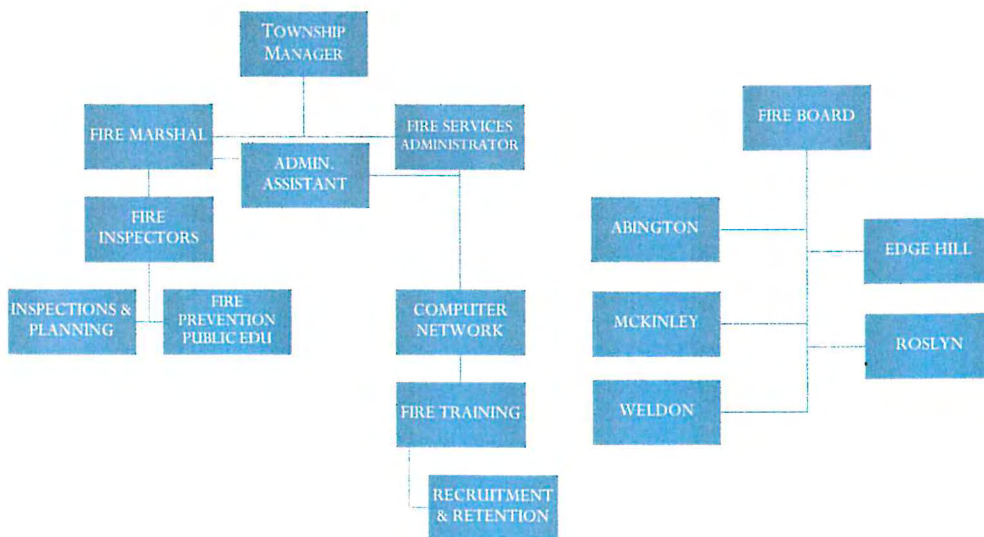 TOWNSHIP
MANAGER
FIRE MARSHAL
FIRE SERVICES
ADMINISTRATOR
ADMIN.
ASSISTANT
FIRE
INSPECTORS
INSPECTIONS &
PLANNING
FIRE
PREVENTION
PUBLIC EDU
COMPUTER
NETWORK
FIRE TRAINING
RECRUITMENT
& RETENTION
FIRE BOARD
ABINGTON
EDGE HILL
MCKINLEY
ROSLYN
WELDON